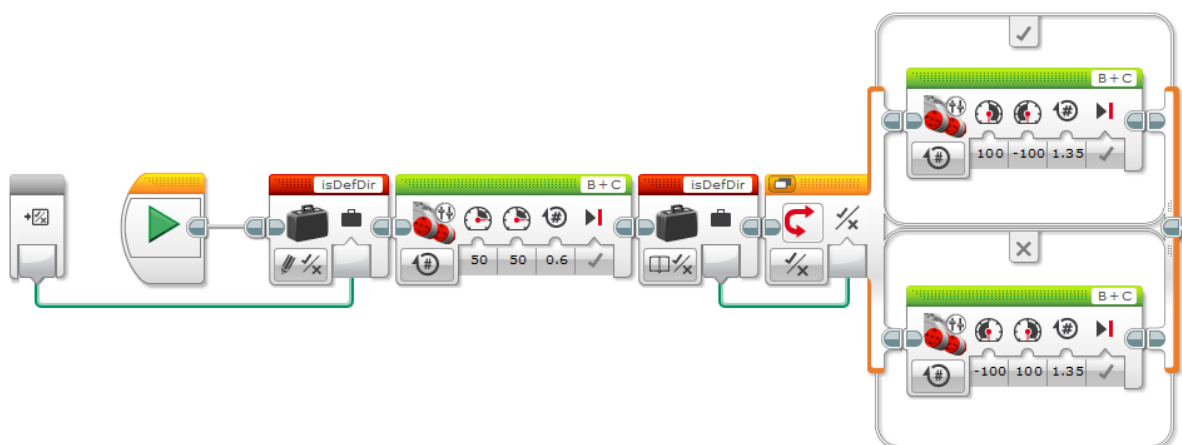 B + C
100 -100 1.35
isDefDir
B + C
isDefDir
#
50 50 0.6
B + C
-100 100 1.35